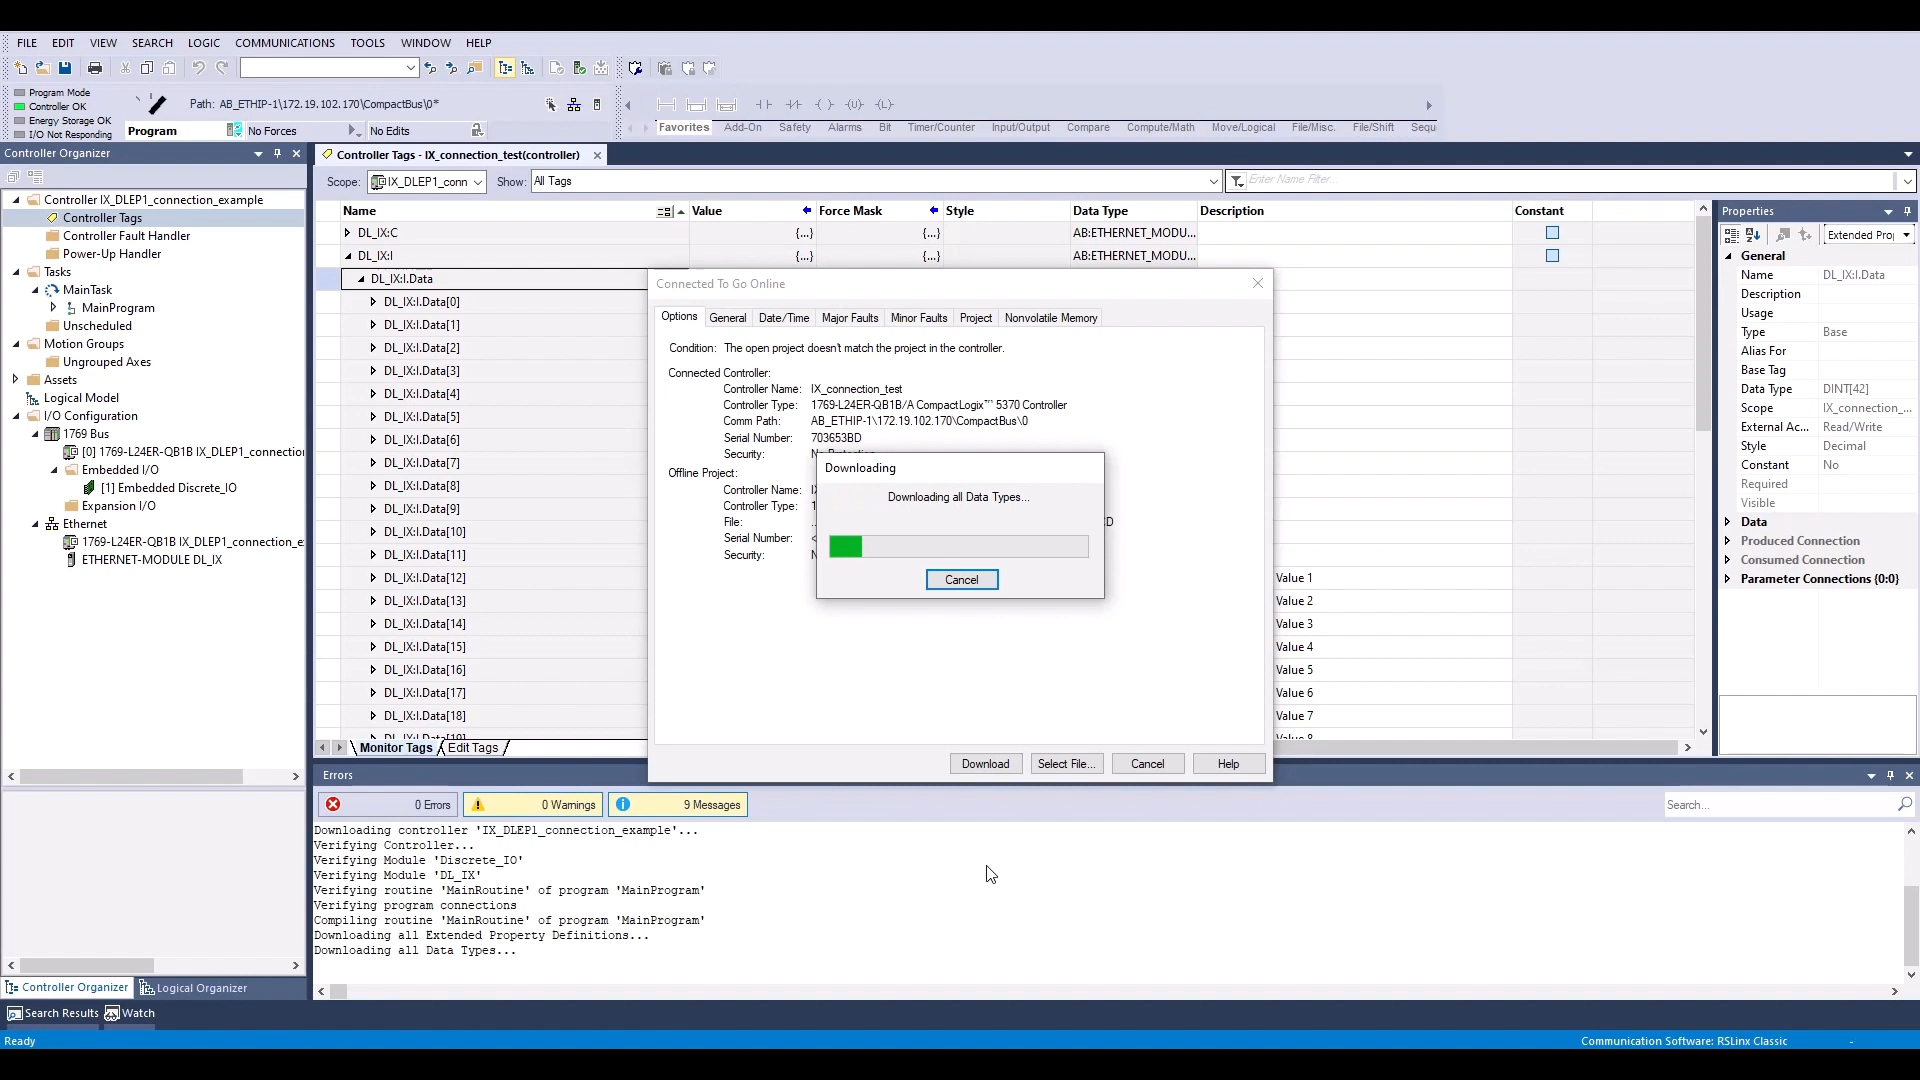 FILE EDIT VIEW SEARCH LOGIC COMMUNICATIONS TOOLS WINDOW HELP
Program Mode
Controller OK
Energy Storage OK
I/O Not Responding
Path: AB_ETHIP-1\172.19.102.170\CompactBus\0*
Program
No Forces
No Edits
Favorites Add-On Safety Alarms Bit Timer/Counter Input/Output Compare Compute/Math Move/Logical File/Misc. File/Shift Sequ
Controller Organizer
Controller IX_DLEP1_connection_example
Controller Tags
Controller Fault Handler
Power-Up Handler
Tasks
MainTask
MainProgram
Unscheduled
Motion Groups
Ungrouped Axes
Assets
Logical Model
I/O Configuration
1769 Bus
[0] 1769-L24ER-QB1B IX_DLEP1_connection
Embedded I/O
[1] Embedded Discrete_IO
Expansion I/O
Ethernet
1769-L24ER-QB1B IX_DLEP1_connection_e
ETHERNET-MODULE DL_IX
Controller Organizer Logical Organizer
Controller Tags - IX_connection_test(controller)
Scope: IX_DLEP1_conn Show: All Tags Enter Name Filter...
Name Value Force Mask Style Data Type Description Constant
DL_IX:C {...} {...} AB:ETHERNET_MODU...
DL_IX:I {...} {...} AB:ETHERNET_MODU...
DL_IX:I.Data
DL_IX:I.Data[0]
DL_IX:I.Data[1]
DL_IX:I.Data[2]
DL_IX:I.Data[3]
DL_IX:I.Data[4]
DL_IX:I.Data[5]
DL_IX:I.Data[6]
DL_IX:I.Data[7]
DL_IX:I.Data[8]
DL_IX:I.Data[9]
DL_IX:I.Data[10]
DL_IX:I.Data[11]
DL_IX:I.Data[12] Value 1
DL_IX:I.Data[13] Value 2
DL_IX:I.Data[14] Value 3
DL_IX:I.Data[15] Value 4
DL_IX:I.Data[16] Value 5
DL_IX:I.Data[17] Value 6
DL_IX:I.Data[18] Value 7
DL_IX:I.Data[19] Value 8
Monitor Tags Edit Tags
Connected To Go Online
Options General Date/Time Major Faults Minor Faults Project Nonvolatile Memory
Condition: The open project doesn't match the project in the controller.
Connected Controller:
Controller Name: IX_connection_test
Controller Type: 1769-L24ER-QB1B/A CompactLogix™ 5370 Controller
Comm Path: AB_ETHIP-1\172.19.102.170\CompactBus\0
Serial Number: 703653BD
Security: No Protection
Offline Project:
Controller Name:
Controller Type: 1
File: .. CD
Serial Number: <
Security: N
Downloading
Downloading all Data Types...
Cancel
Download Select File... Cancel Help
Properties
Extended Prop
General
Name DL_IX:I.Data
Description
Usage
Type Base
Alias For
Base Tag
Data Type DINT[42]
Scope IX_connection_...
External Ac... Read/Write
Style Decimal
Constant No
Required
Visible
Data
Produced Connection
Consumed Connection
Parameter Connections {0:0}
Errors
0 Errors 0 Warnings 9 Messages Search...
Downloading controller 'IX_DLEP1_connection_example'...
Verifying Controller...
Verifying Module 'Discrete_IO'
Verifying Module 'DL_IX'
Verifying routine 'MainRoutine' of program 'MainProgram'
Verifying program connections
Compiling routine 'MainRoutine' of program 'MainProgram'
Downloading all Extended Property Definitions...
Downloading all Data Types...
Search Results Watch
Ready Communication Software: RSLinx Classic -